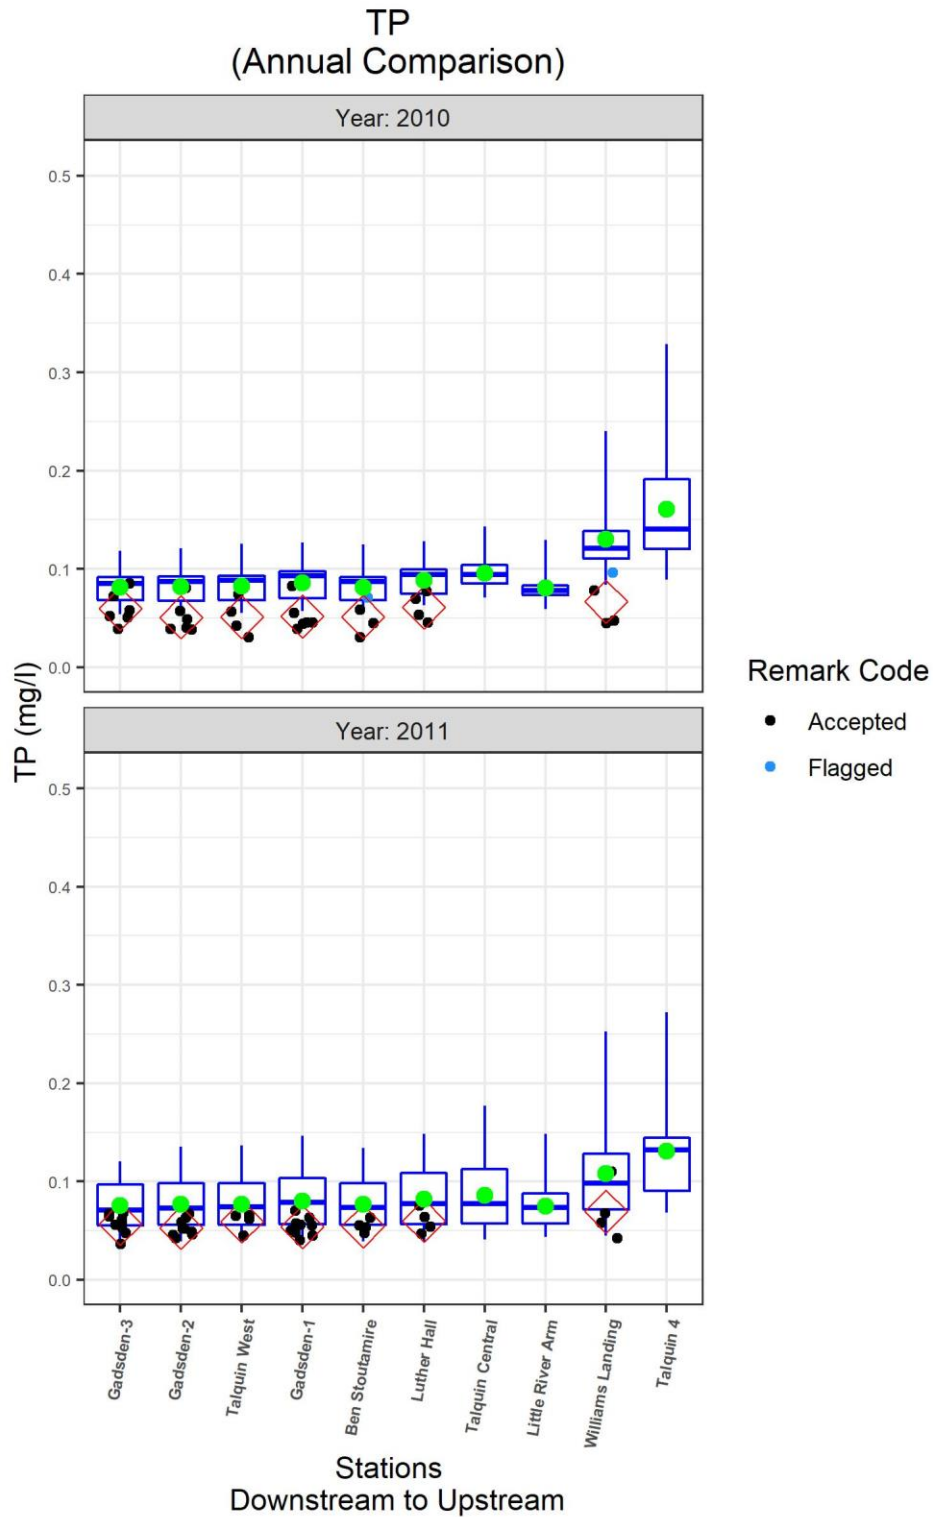 TP
(Annual Comparison)
Year: 2010
0.5
0.4
0.3
0.2
0.1
0.0
Year: 2011
0.5
0.4
0.3
0.2
0.1
0.0
TP (mg/l)
Gadsden-3
Gadsden-2
Talquin West
Gadsden-1
Ben Stoutamire
Luther Hall
Talquin Central
Little River Arm
Williams Landing
Talquin 4
Stations
Downstream to Upstream
Remark Code
Accepted
Flagged